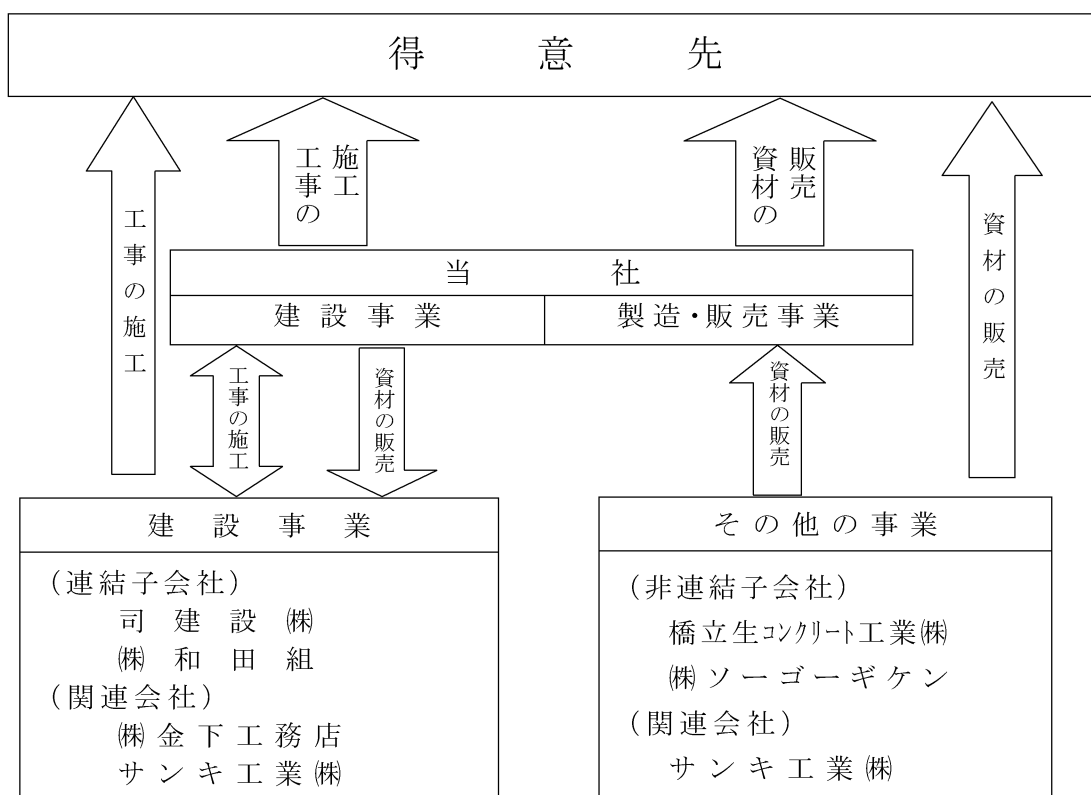 得意先
工事の施工
工事の
施工
資材の
販売
資材の販売
当社
建設事業
製造・販売事業
工事の施工
資材の販売
資材の販売
建設事業
(連結子会社)
司建設㈱
㈱和田組
(関連会社)
㈱金下工務店
サンキ工業㈱
その他の事業
(非連結子会社)
橋立生ｺﾝｸﾘｰﾄ工業㈱
㈱ソーゴーギケン
(関連会社)
サンキ工業㈱